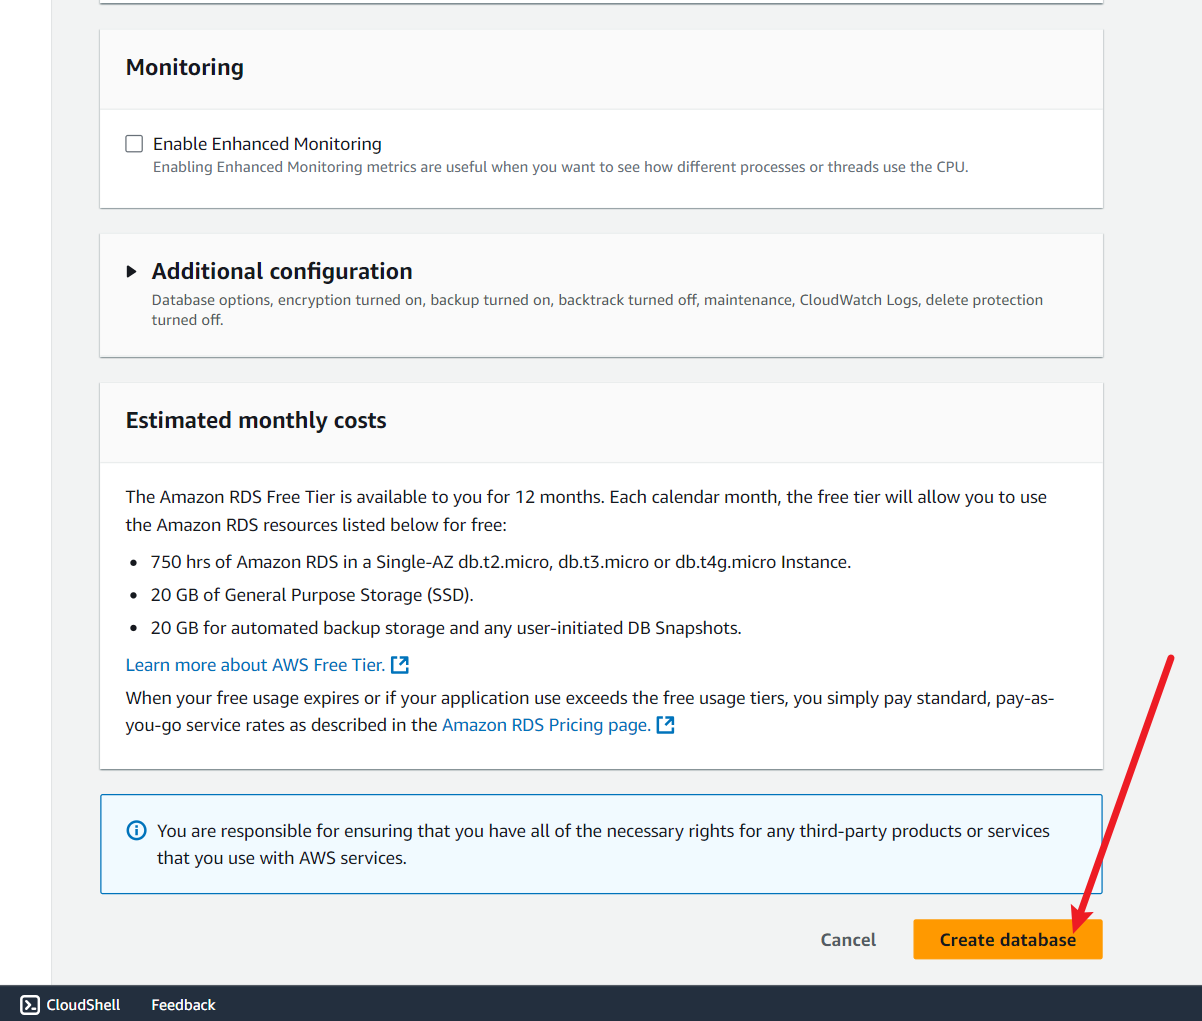 Monitoring
Enable Enhanced Monitoring
Enabling Enhanced Monitoring metrics are useful when you want to see how different processes or threads use the CPU.
Additional configuration
Database options, encryption turned on, backup turned on, backtrack turned off, maintenance, CloudWatch Logs, delete protection
turned off.
Estimated monthly costs
The Amazon RDS Free Tier is available to you for 12 months. Each calendar month, the free tier will allow you to use
the Amazon RDS resources listed below for free:
• 750 hrs of Amazon RDS in a Single-AZ db.t2.micro, db.t3.micro or db.t4g.micro Instance.
• 20 GB of General Purpose Storage (SSD).
• 20 GB for automated backup storage and any user-initiated DB Snapshots.
Learn more about AWS Free Tier.
When your free usage expires or if your application use exceeds the free usage tiers, you simply pay standard, pay-as-
you-go service rates as described in the Amazon RDS Pricing page.
You are responsible for ensuring that you have all of the necessary rights for any third-party products or services
that you use with AWS services.
Cancel Create database
CloudShell Feedback